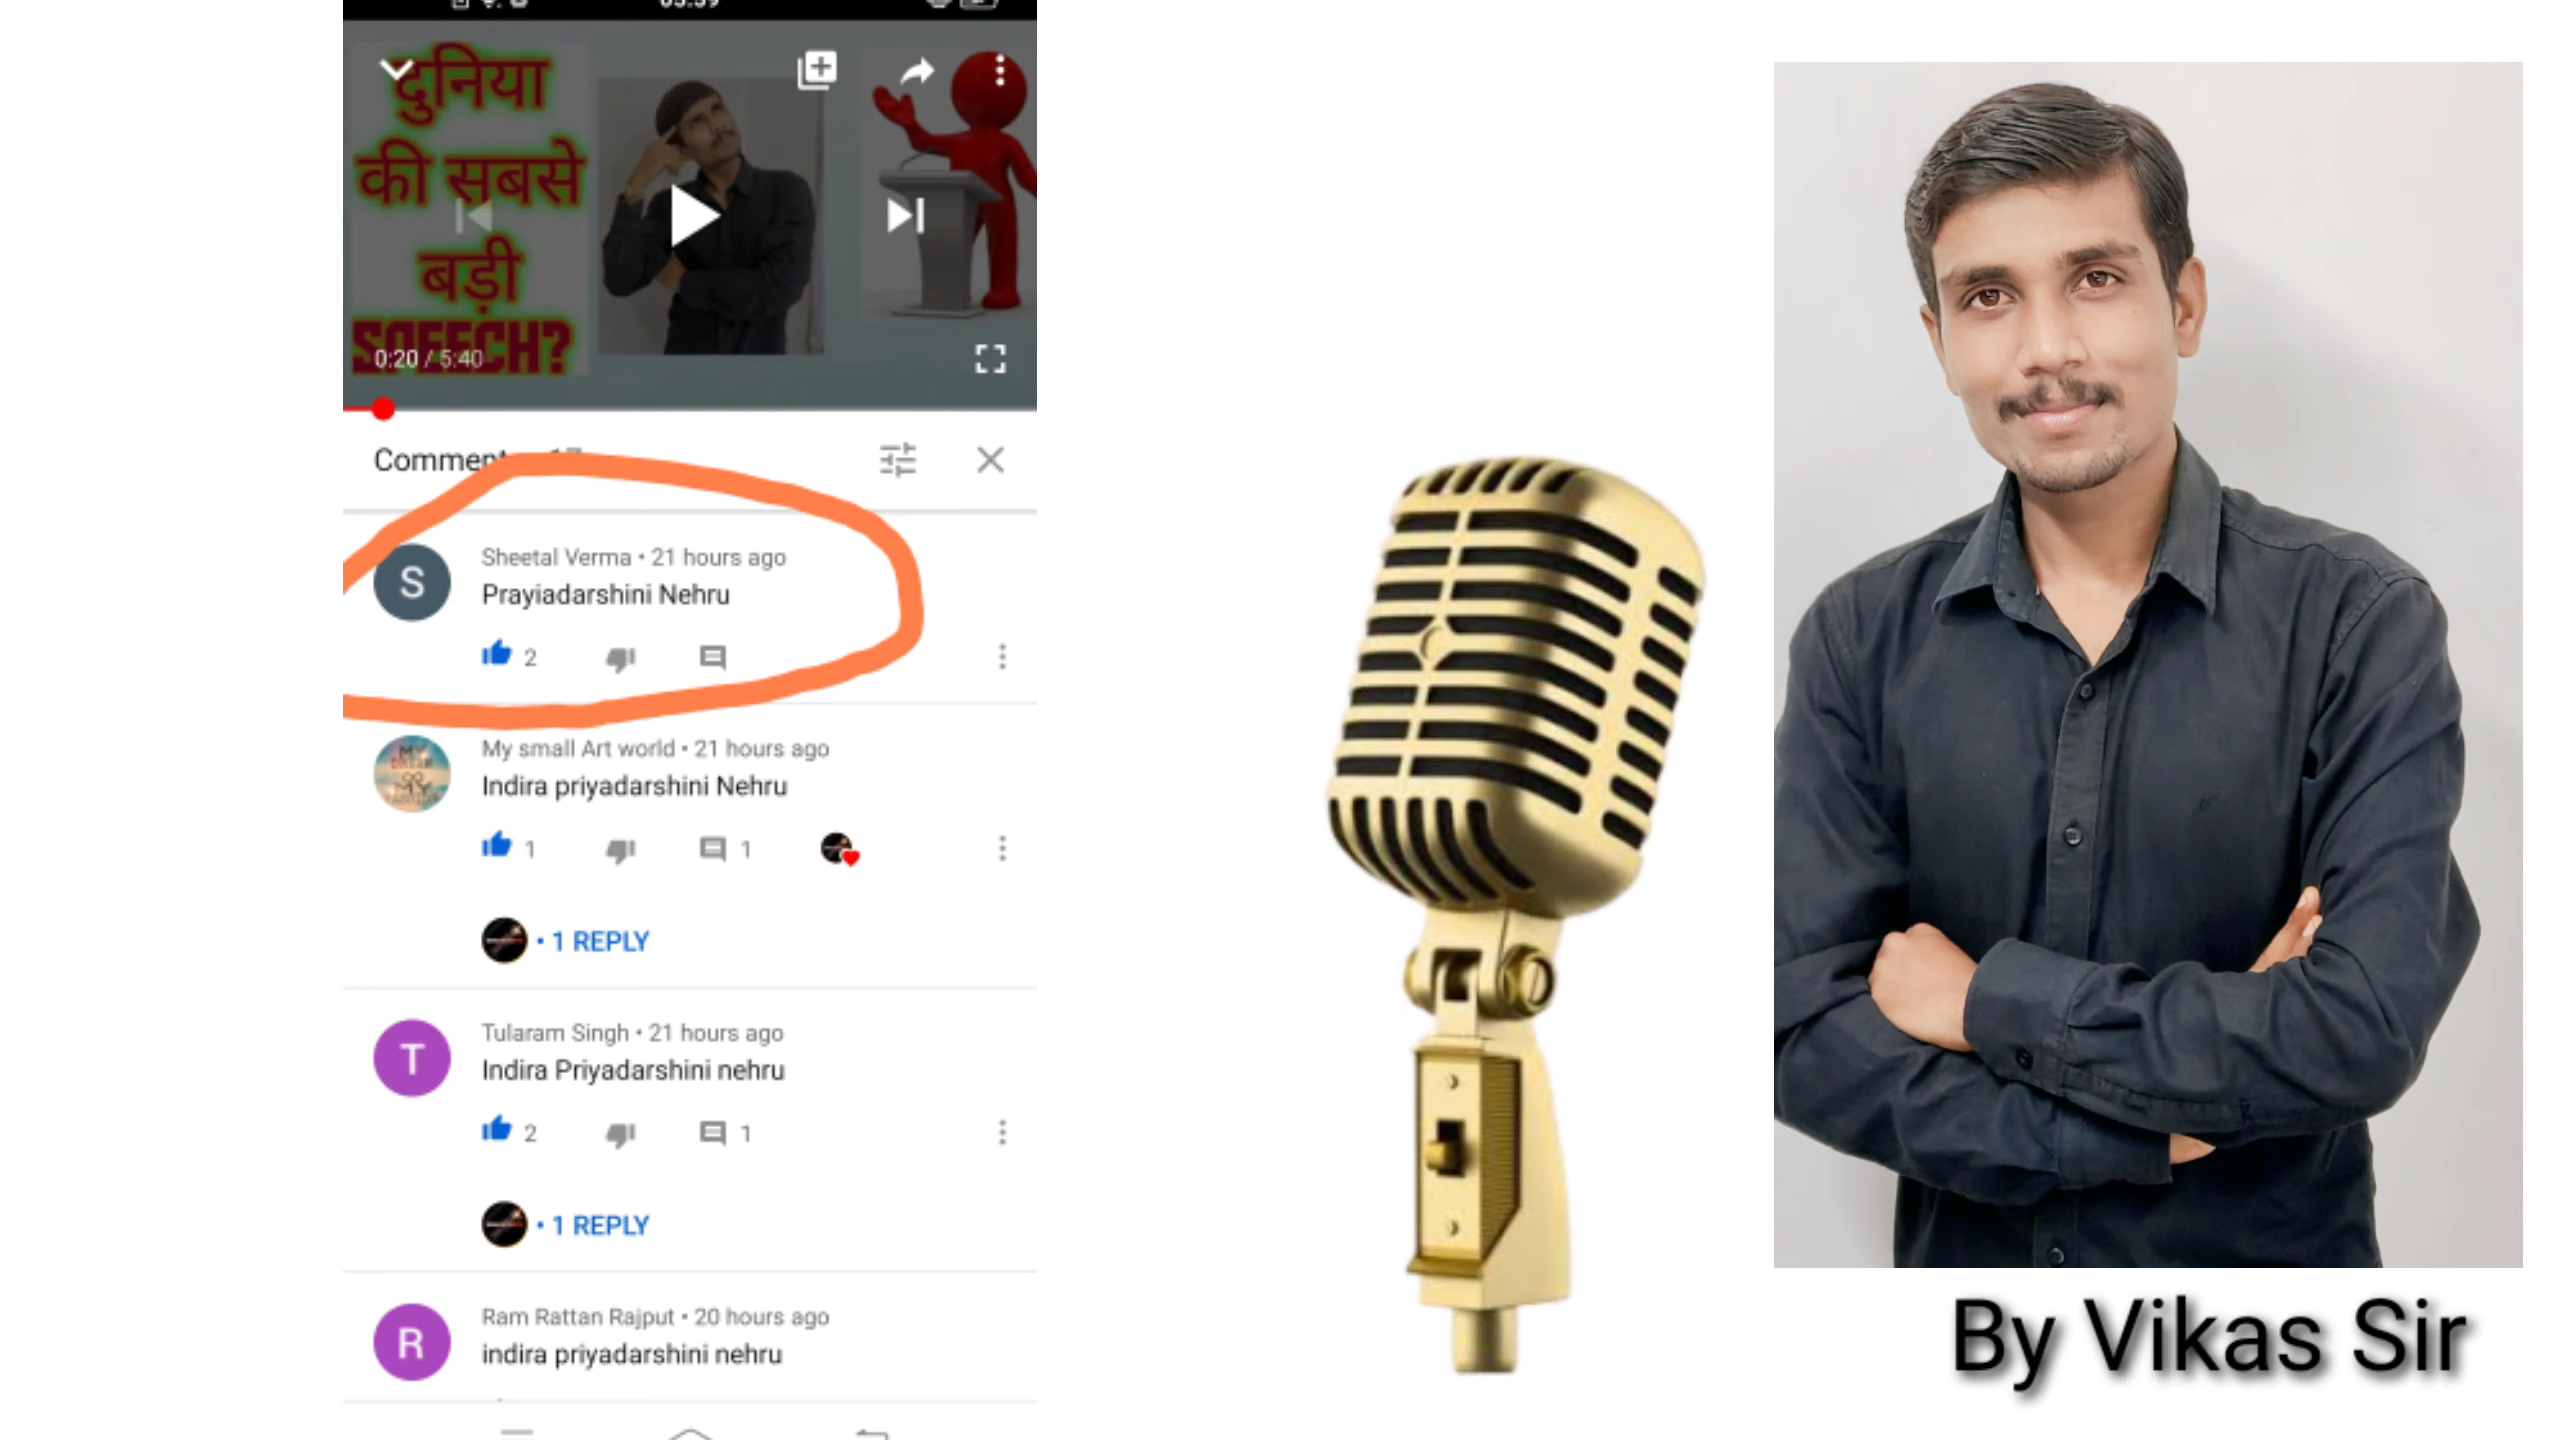 दुनिया
की सबसे
बड़ी
SPEECH?
0:20 / 5:40
Sheetal Verma • 21 hours ago
Prayiadarshini Nehru
2
My small Art world • 21 hours ago
Indira priyadarshini Nehru
1 1
• 1 REPLY
Tularam Singh • 21 hours ago
Indira Priyadarshini nehru
2 1
• 1 REPLY
Ram Rattan Rajput • 20 hours ago
indira priyadarshini nehru
By Vikas Sir